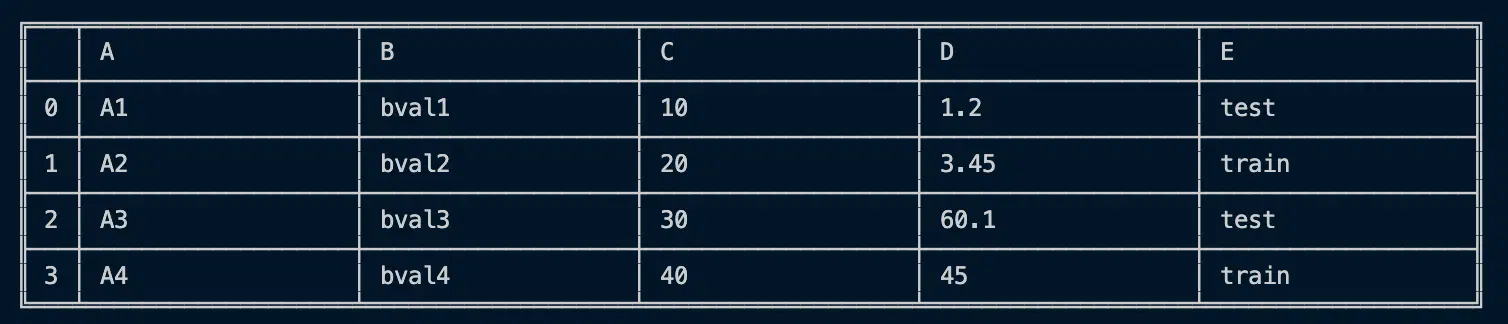 A B C D E
0 A1 bval1 10 1.2 test
1 A2 bval2 20 3.45 train
2 A3 bval3 30 60.1 test
3 A4 bval4 40 45 train